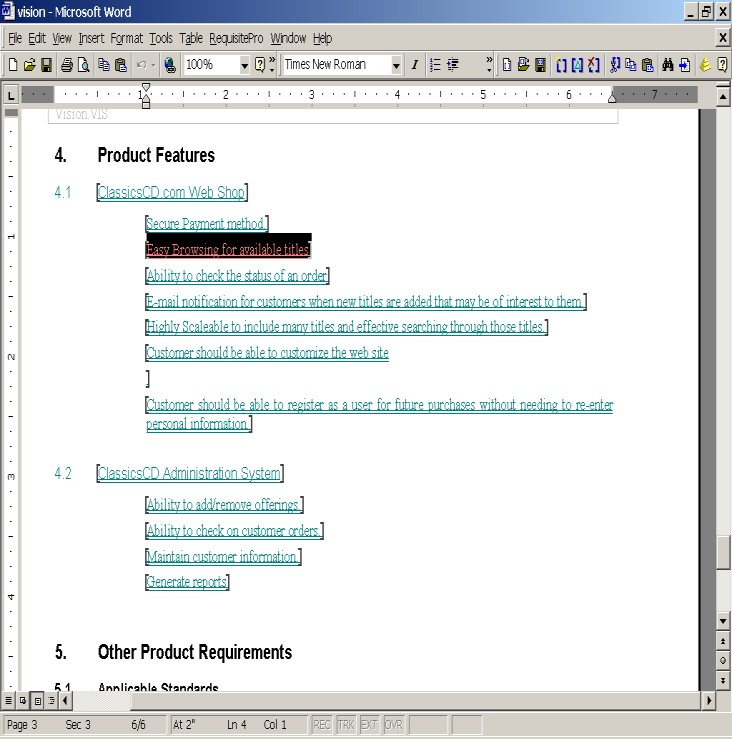 vision - Microsoft Word
File Edit View Insert Format Tools Table RequisitePro Window Help
100% Times New Roman
1 2 3 4 5 6 7
Vision.VIS
4. Product Features
4.1 [ClassicsCD.com Web Shop]
[Secure Payment method.]
[Easy Browsing for available titles]
[Ability to check the status of an order]
[E-mail notification for customers when new titles are added that may be of interest to them.]
[Highly Scaleable to include many titles and effective searching through those titles.]
[Customer should be able to customize the web site
]
[Customer should be able to register as a user for future purchases without needing to re-enter
personal information.]
4.2 [ClassicsCD Administration System]
[Ability to add/remove offerings.]
[Ability to check on customer orders.]
[Maintain customer information.]
[Generate reports]
5. Other Product Requirements
5.1 Applicable Standards
Page 3 Sec 3 6/6 At 2" Ln 4 Col 1 REC TRK EXT OVR